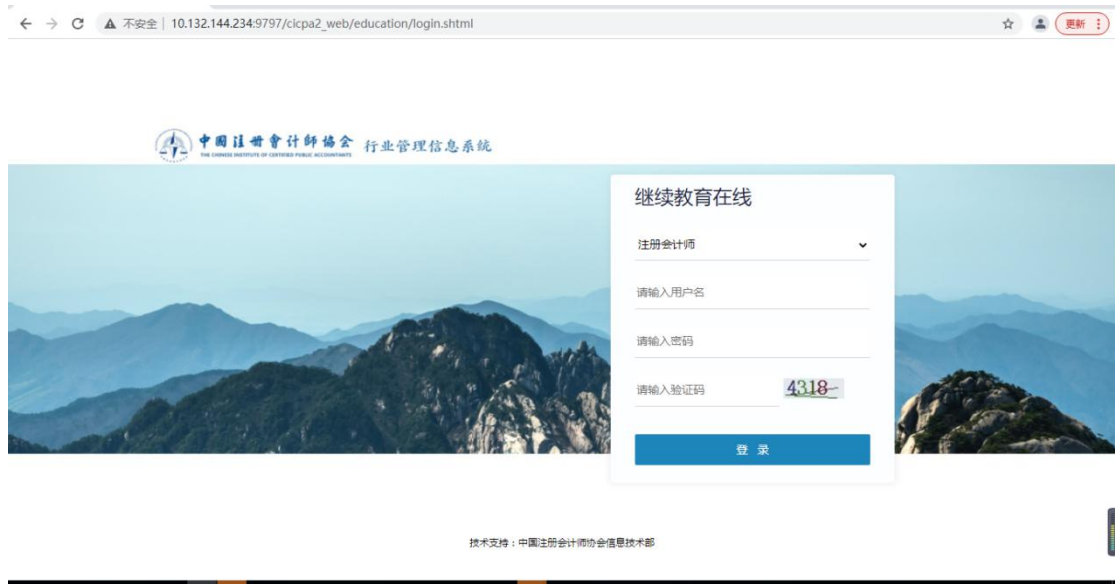 不安全 | 10.132.144.234:9797/cicpa2_web/education/login.shtml
更新
中国注册會计师協会 行业管理信息系统
THE CHINESE INSTITUTE OF CERTIFIED PUBLIC ACCOUNTANTS
继续教育在线
注册会计师
请输入用户名
请输入密码
请输入验证码 4318
登 录
技术支持：中国注册会计师协会信息技术部